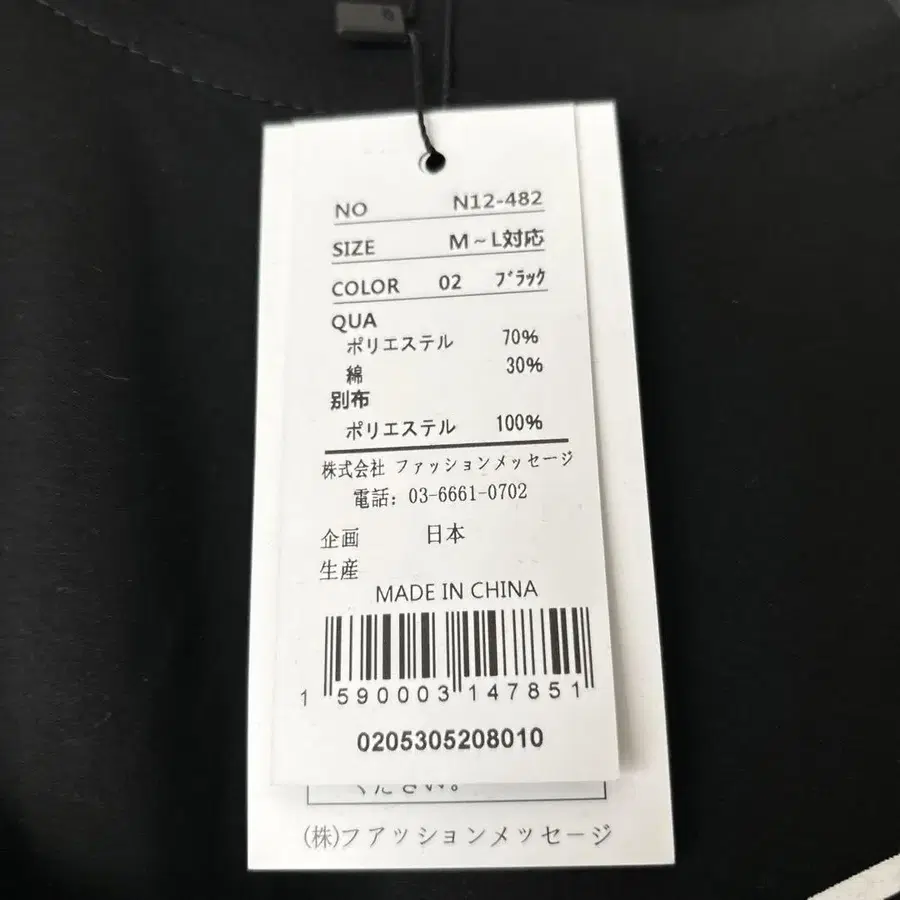 NO N12-482
SIZE M～L対応
COLOR 02 ﾌﾞﾗｯｸ
QUA
ポリエステル 70%
綿 30%
別布
ポリエステル 100%
株式会社 ファッションメッセージ
電話: 03-6661-0702
企画 日本
生産
MADE IN CHINA
1 590003 147851
0205305208010
ください。
(株)ファッションメッセージ